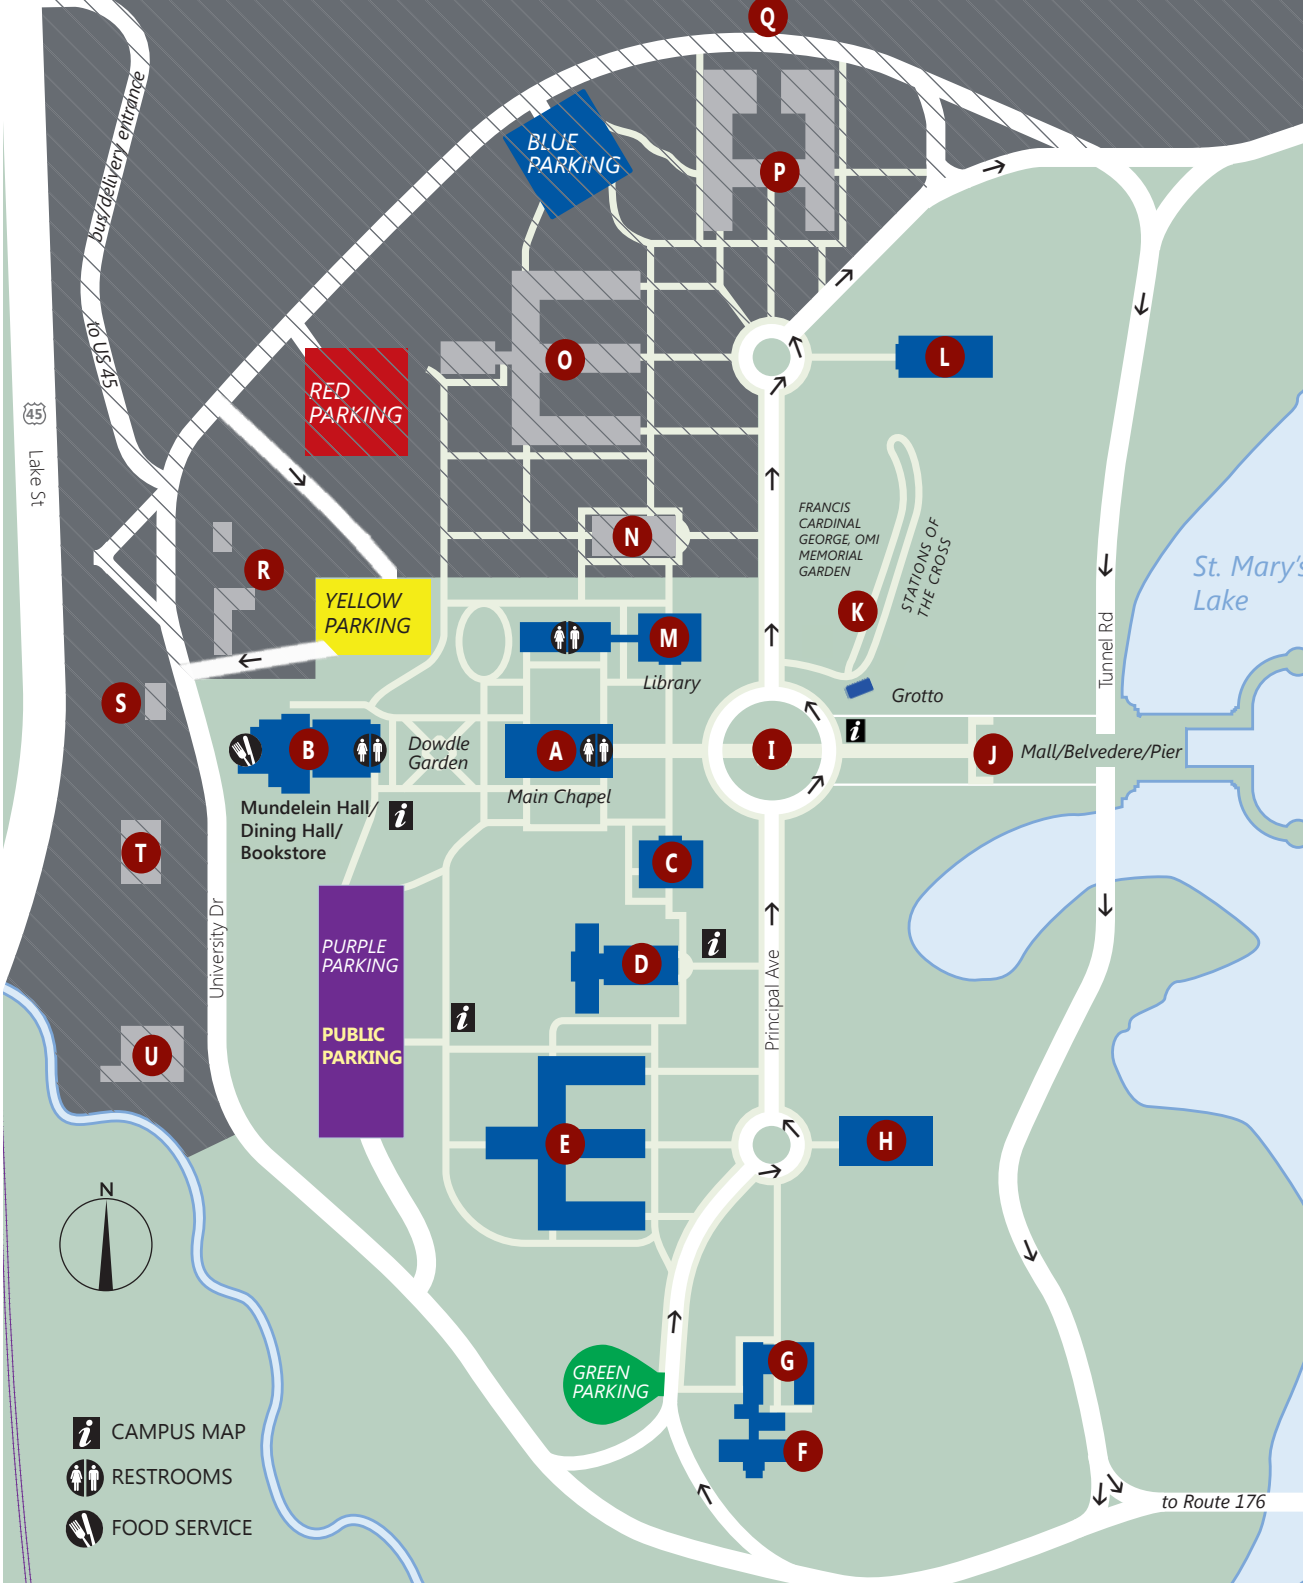 Q
bus/delivery entrance
BLUE
PARKING
P
to US 45
O
L
RED
PARKING
45
Lake St
N
FRANCIS
CARDINAL
GEORGE, OMI
MEMORIAL
GARDEN
STATIONS OF
THE CROSS
St. Mary's
Lake
R
YELLOW
PARKING
K
M
Library
Tunnel Rd
Grotto
S
B
Dowdle
Garden
A
I
i
J
Mall/Belvedere/Pier
Main Chapel
Mundelein Hall/
Dining Hall/
Bookstore
i
T
C
University Dr
PURPLE
PARKING
D
i
Principal Ave
i
PUBLIC
PARKING
U
E
H
N
GREEN
PARKING
G
F
i CAMPUS MAP
RESTROOMS
FOOD SERVICE
to Route 176